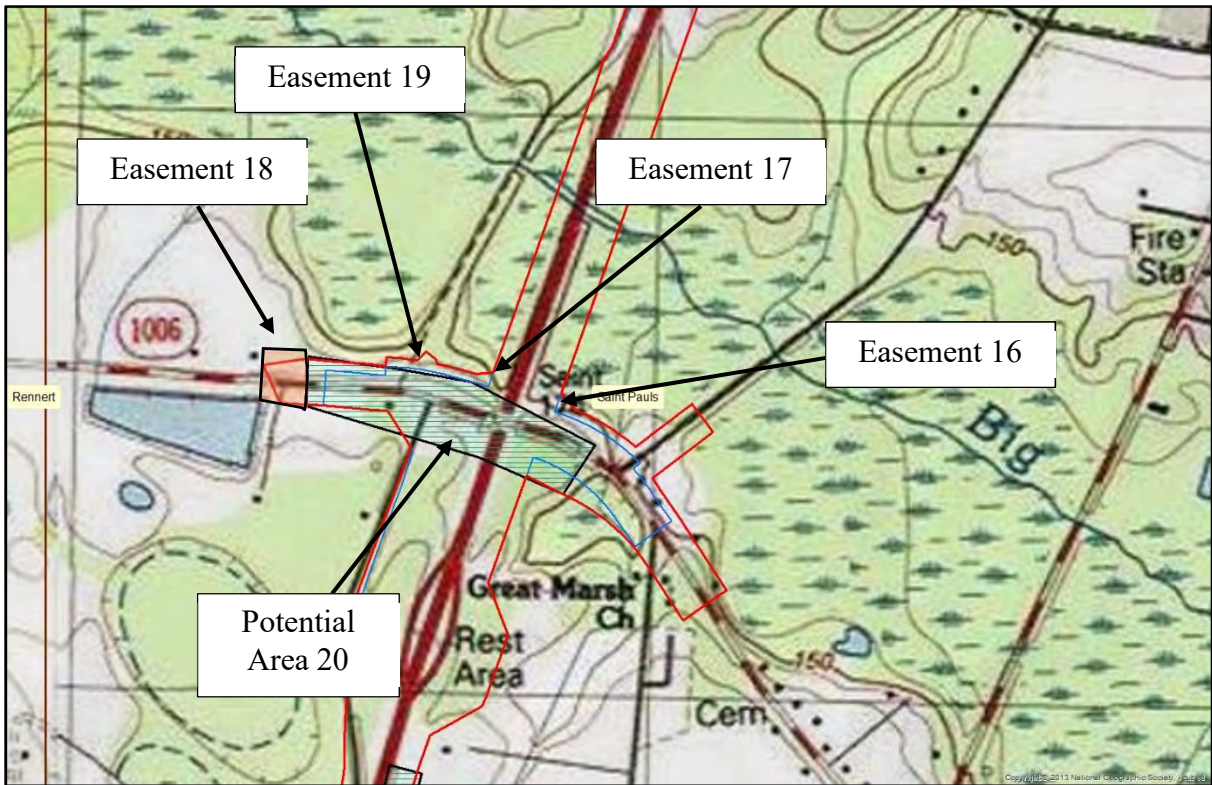 Easement 19
Easement 18
Easement 17
150
Fire
Sta
1006
Easement 16
Saint
Rennert
Saint Pauls
Big
Potential
Area 20
Great Marsh
Ch
Rest
Area
150
Cem